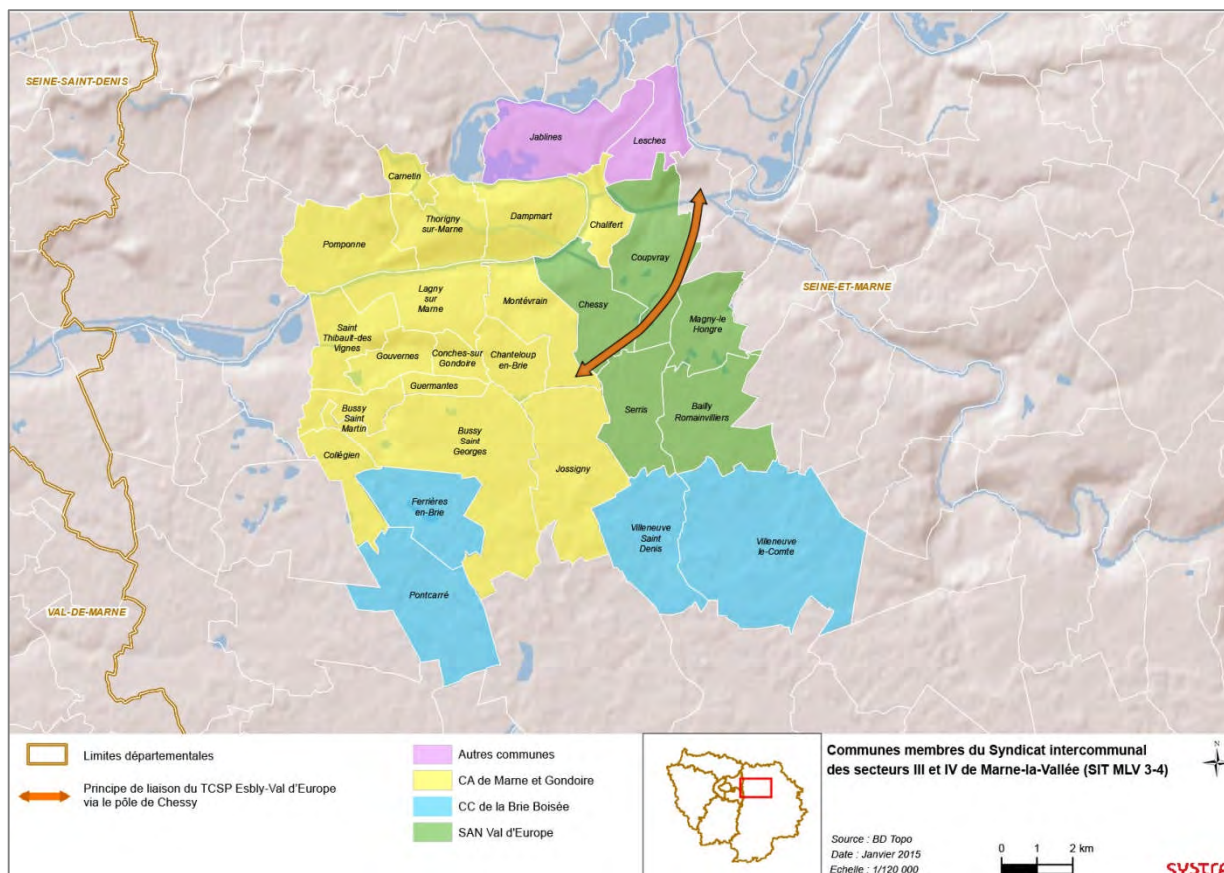 SEINE-SAINT-DENIS
Jablines
Lesches
Carnetin
Thorigny
sur-Marne
Dampmart
Chalifert
Pomponne
Coupvray
SEINE-ET-MARNE
Lagny
sur
Marne
Montévrain
Chessy
Magny-le
Hongre
Saint
Thibault-des
Vignes
Gouvernes
Conches-sur
Gondoire
Chanteloup
en-Brie
Guermantes
Serris
Bailly
Romainvilliers
Bussy
Saint
Martin
Bussy
Saint
Georges
Collégien
Jossigny
Ferrières
en-Brie
Villeneuve
Saint
Denis
Villeneuve
le-Comte
Pontcarré
VAL-DE-MARNE
Limites départementales
Principe de liaison du TCSP Esbly-Val d'Europe
via le pôle de Chessy
Autres communes
CA de Marne et Gondoire
CC de la Brie Boisée
SAN Val d'Europe
Communes membres du Syndicat intercommunal
des secteurs III et IV de Marne-la-Vallée (SIT MLV 3-4)
N
Source : BD Topo
Date : Janvier 2015
Echelle : 1/120 000
0 1 2 km